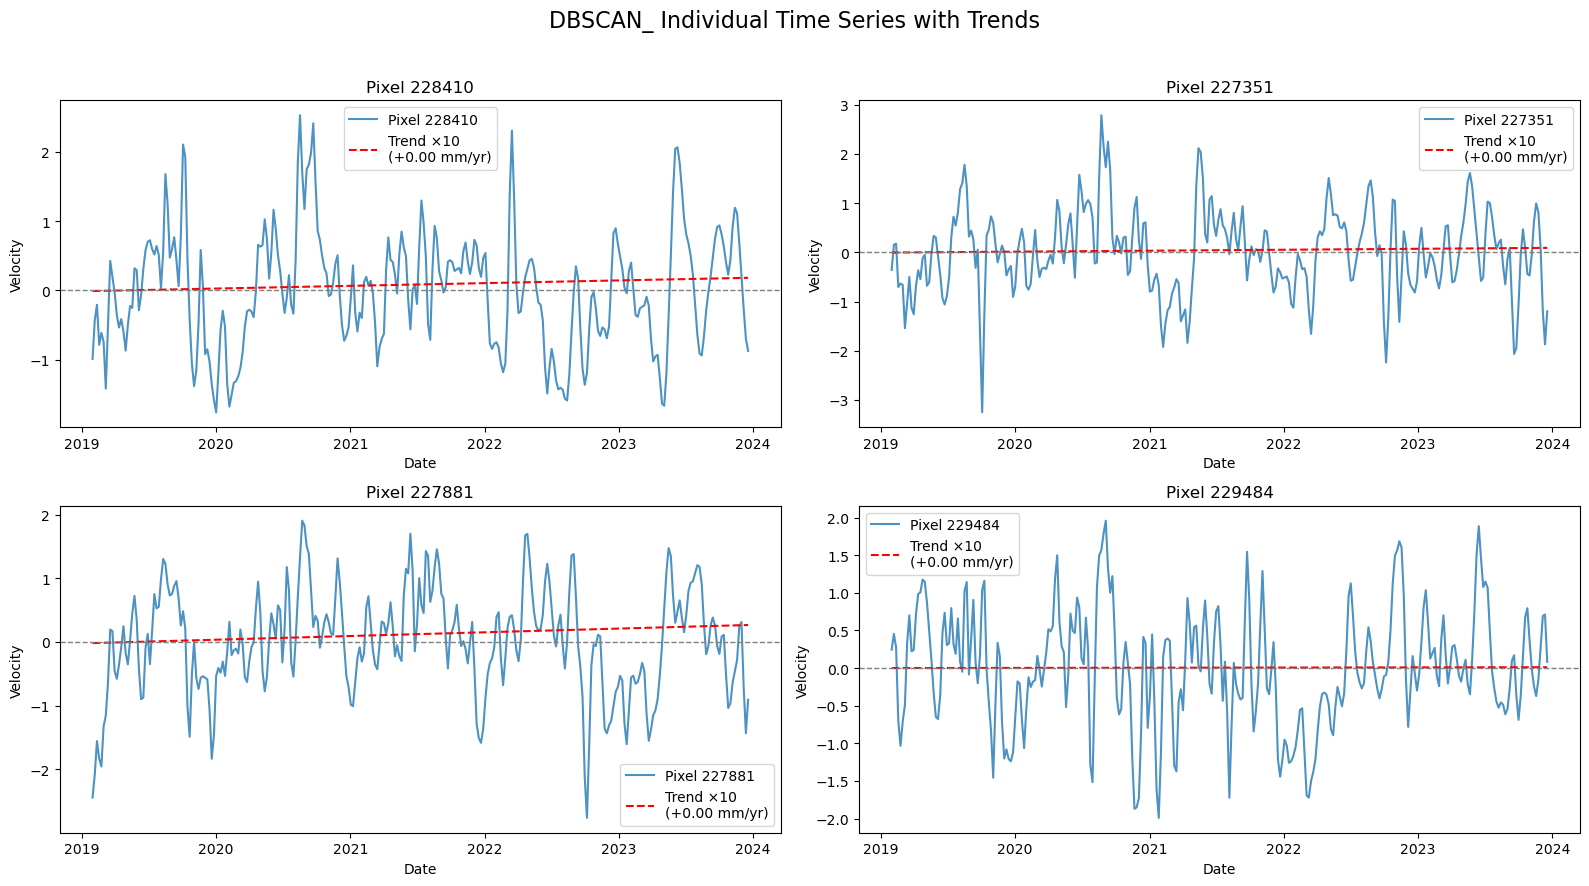 DBSCAN_ Individual Time Series with Trends
Pixel 228410
Velocity
2
1
0
−1
Pixel 228410
Trend ×10
(+0.00 mm/yr)
2019
2020
2021
2022
2023
2024
Date
Pixel 227351
Velocity
3
2
1
0
−1
−2
−3
Pixel 227351
Trend ×10
(+0.00 mm/yr)
2019
2020
2021
2022
2023
2024
Date
Pixel 227881
Velocity
2
1
0
−1
−2
Pixel 227881
Trend ×10
(+0.00 mm/yr)
2019
2020
2021
2022
2023
2024
Date
Pixel 229484
Velocity
2.0
1.5
1.0
0.5
0.0
−0.5
−1.0
−1.5
−2.0
Pixel 229484
Trend ×10
(+0.00 mm/yr)
2019
2020
2021
2022
2023
2024
Date